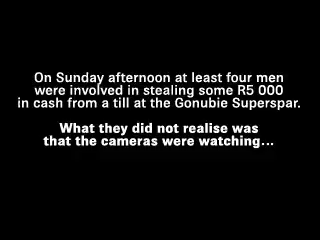 On Sunday afternoon at least four men
were involved in stealing some R5 000
in cash from a till at the Gonubie Superspar.
What they did not realise was
that the cameras were watching...